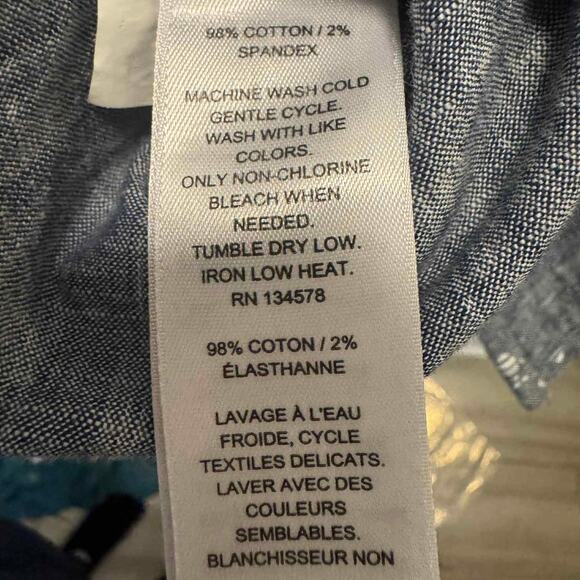 98% COTTON / 2%
SPANDEX
MACHINE WASH COLD
GENTLE CYCLE.
WASH WITH LIKE
COLORS.
ONLY NON-CHLORINE
BLEACH WHEN
NEEDED.
TUMBLE DRY LOW.
IRON LOW HEAT.
RN 134578
98% COTON / 2%
ÉLASTHANNE
LAVAGE À L'EAU
FROIDE, CYCLE
TEXTILES DELICATS.
LAVER AVEC DES
COULEURS
SEMBLABLES.
BLANCHISSEUR NON